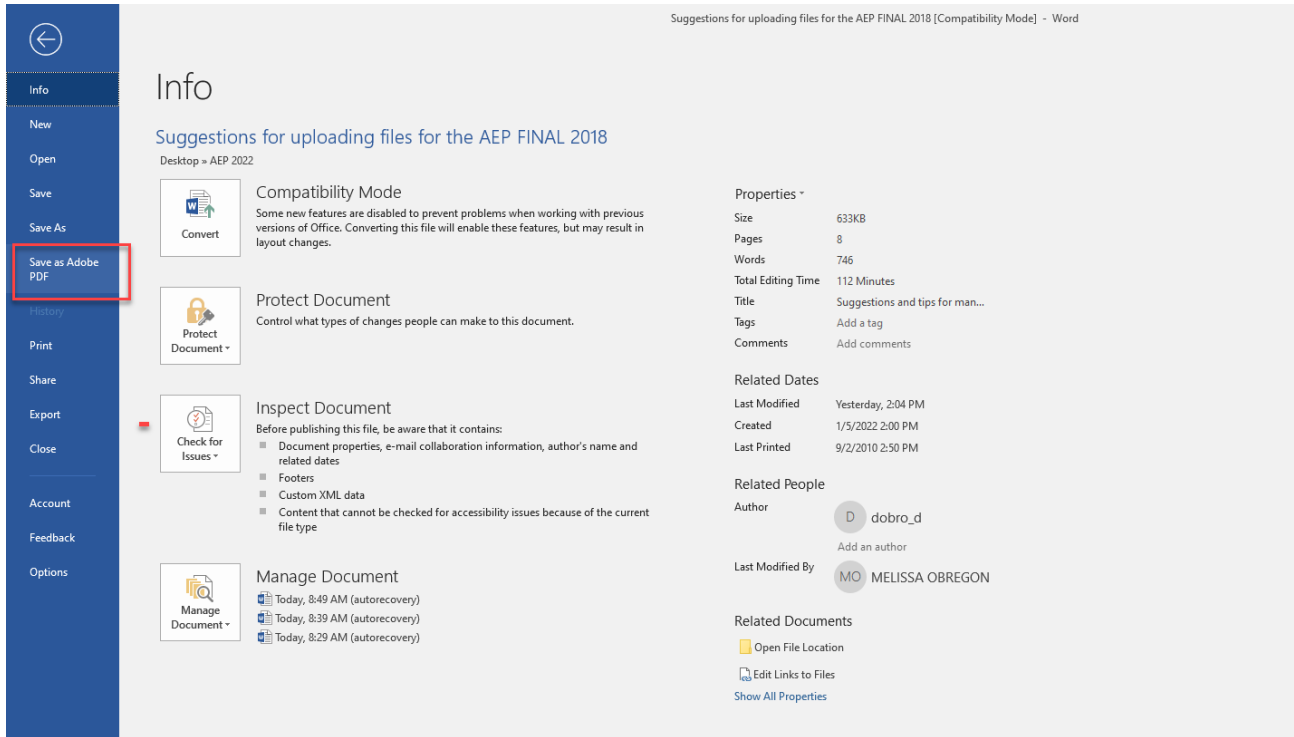 Suggestions for uploading files for the AEP FINAL 2018 [Compatibility Mode] - Word
Info
New
Open
Save
Save As
Save as Adobe
PDF
History
Print
Share
Export
Close
Account
Feedback
Options
Info
Suggestions for uploading files for the AEP FINAL 2018
Desktop » AEP 2022
Convert
Compatibility Mode
Some new features are disabled to prevent problems when working with previous
versions of Office. Converting this file will enable these features, but may result in
layout changes.
Protect
Document
Protect Document
Control what types of changes people can make to this document.
Check for
Issues
Inspect Document
Before publishing this file, be aware that it contains:
Document properties, e-mail collaboration information, author's name and
related dates
Footers
Custom XML data
Content that cannot be checked for accessibility issues because of the current
file type
Manage
Document
Manage Document
Today, 8:49 AM (autorecovery)
Today, 8:39 AM (autorecovery)
Today, 8:29 AM (autorecovery)
Properties
Size 633KB
Pages 8
Words 746
Total Editing Time 112 Minutes
Title Suggestions and tips for man...
Tags Add a tag
Comments Add comments
Related Dates
Last Modified Yesterday, 2:04 PM
Created 1/5/2022 2:00 PM
Last Printed 9/2/2010 2:50 PM
Related People
Author D dobro_d
Add an author
Last Modified By MO MELISSA OBREGON
Related Documents
Open File Location
Edit Links to Files
Show All Properties